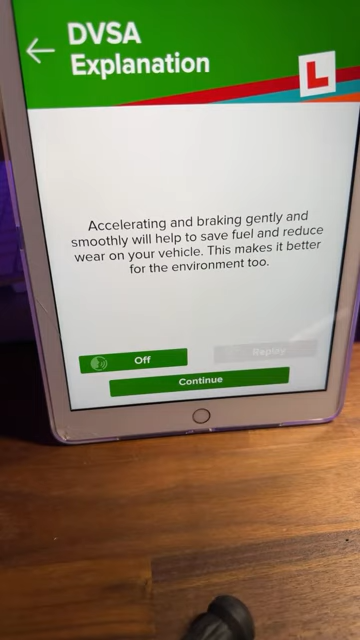 DVSA
Explanation
L
Accelerating and braking gently and
smoothly will help to save fuel and reduce
wear on your vehicle. This makes it better
for the environment too.
Off
Replay
Continue